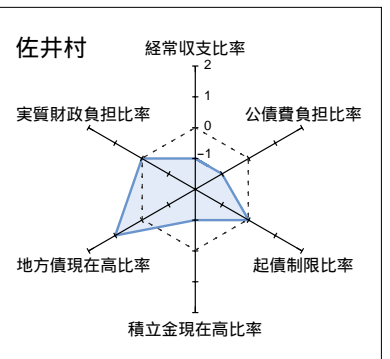 佐井村
経常収支比率
2
1
0
−1
実質財政負担比率
公債費負担比率
地方債現在高比率
起債制限比率
積立金現在高比率